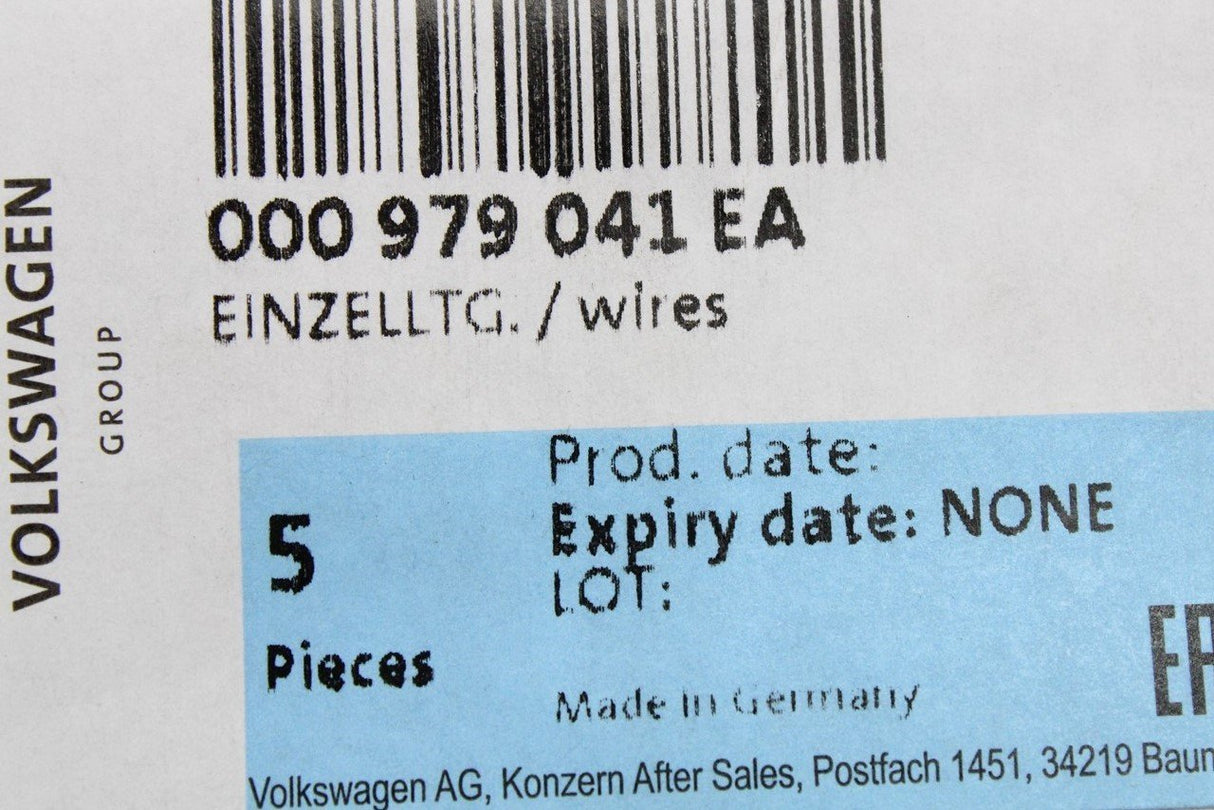 VOLKSWAGEN
GROUP
000 979 041 EA
EINZELLTG. / wires
5
Pieces
Prod. date:
Expiry date: NONE
LOT:
Made in Germany
Volkswagen AG, Konzern After Sales, Postfach 1451, 34219 Baun